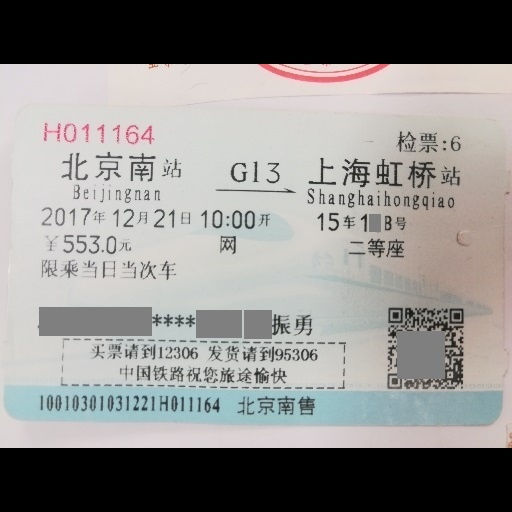 H011164
检票:6
北京南站 G13 上海虹桥站
Beijingnan Shanghaihongqiao
2017年12月21日 10:00开 15车1 B号
¥553.0元 网 二等座
限乘当日当次车
**** 振勇
买票请到12306 发货请到95306
中国铁路祝您旅途愉快
10010301031221H011164 北京南售